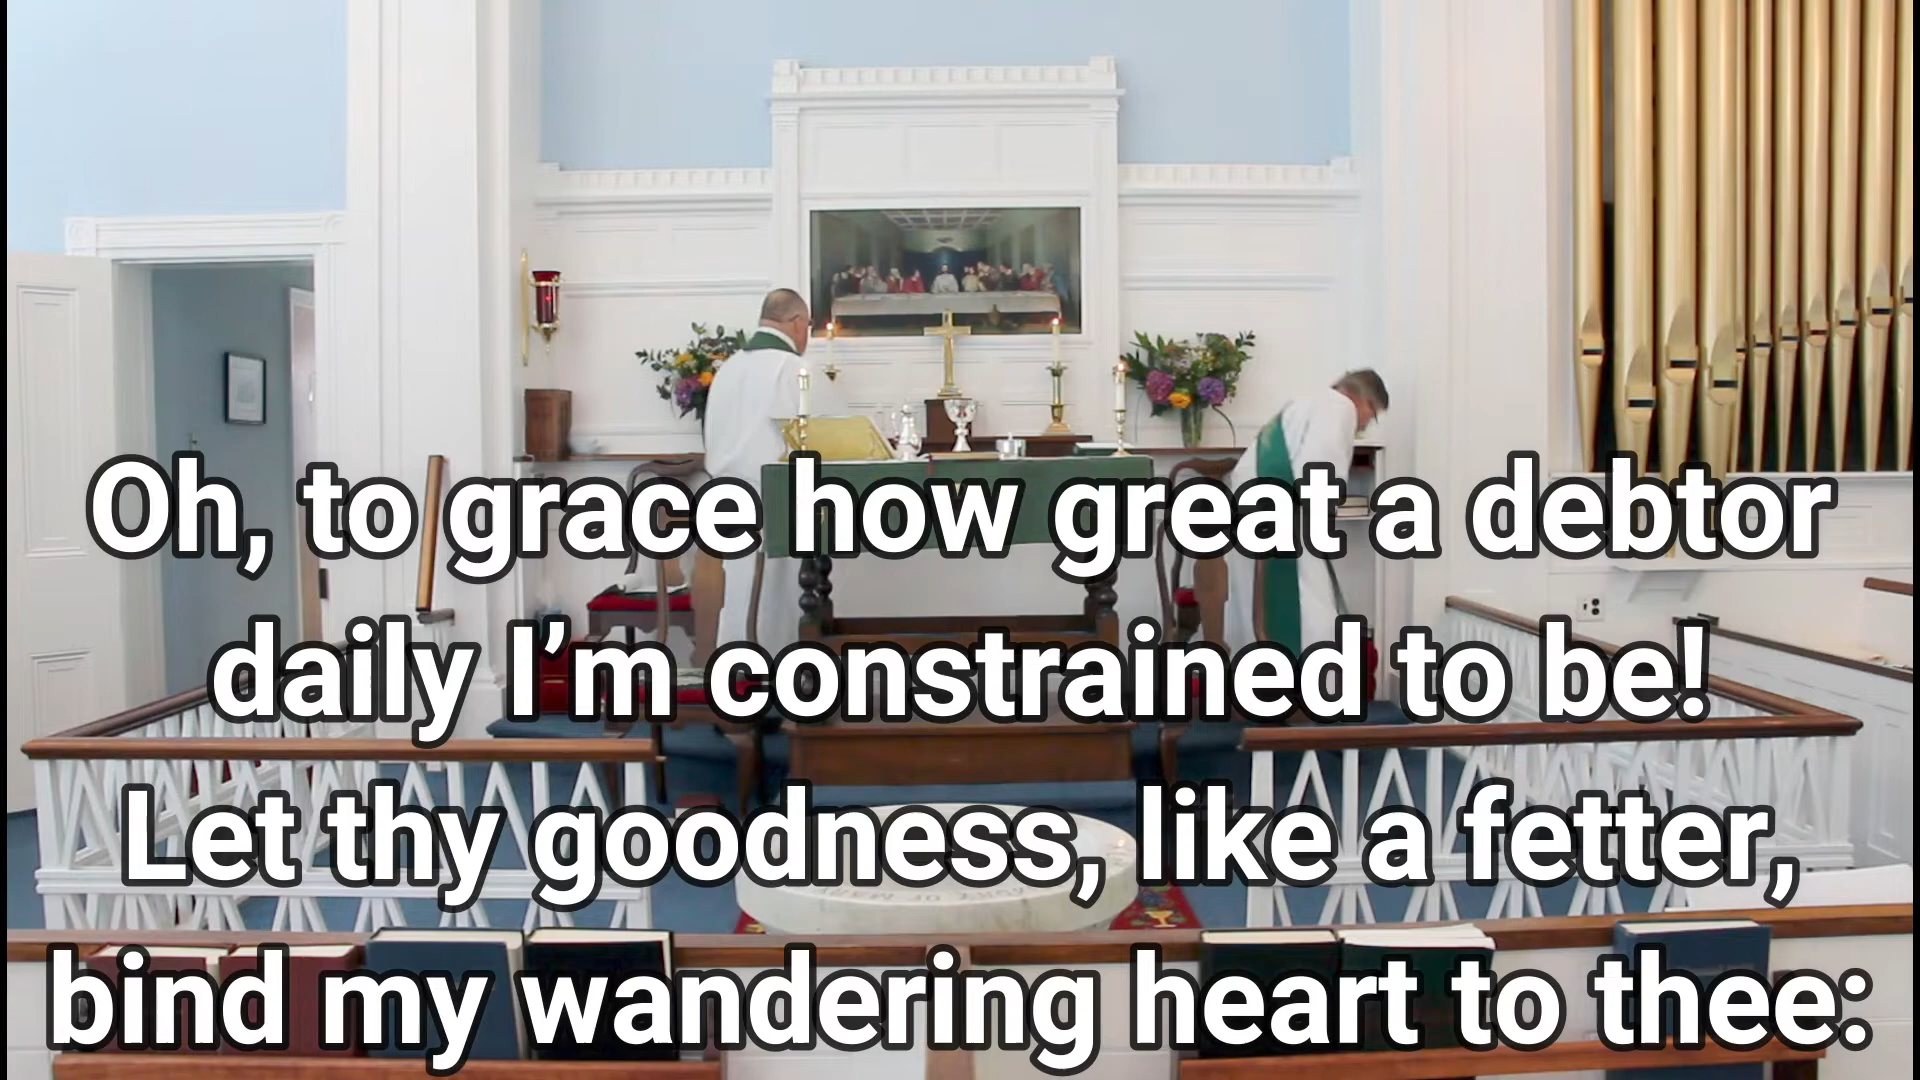 Oh, to grace how great a debtor
daily I’m constrained to be!
Let thy goodness, like a fetter,
bind my wandering heart to thee: